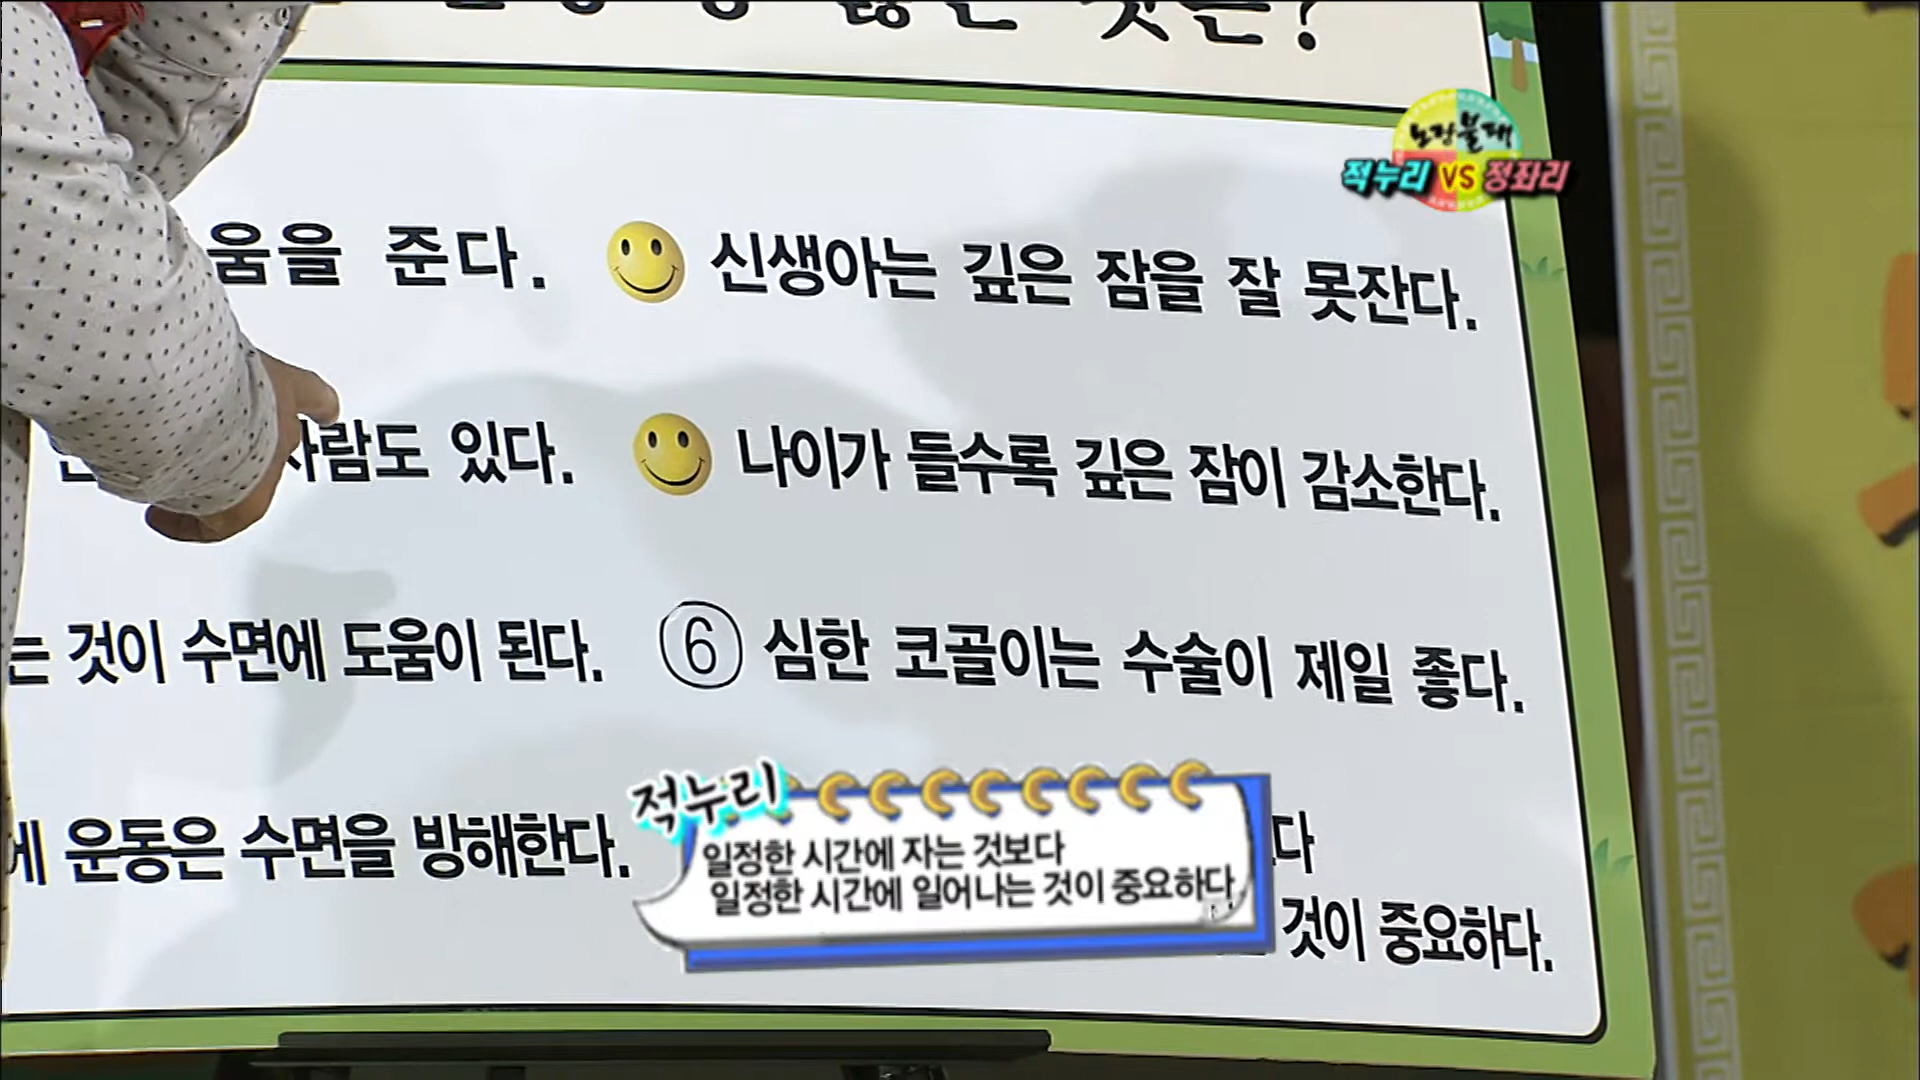 것은?
노장불패
적누리 VS 정좌리
움을 준다.
신생아는 깊은 잠을 잘 못잔다.
사람도 있다.
나이가 들수록 깊은 잠이 감소한다.
는 것이 수면에 도움이 된다.
⑥ 심한 코골이는 수술이 제일 좋다.
에 운동은 수면을 방해한다.
다
것이 중요하다.
적누리
일정한 시간에 자는 것보다
일정한 시간에 일어나는 것이 중요하다